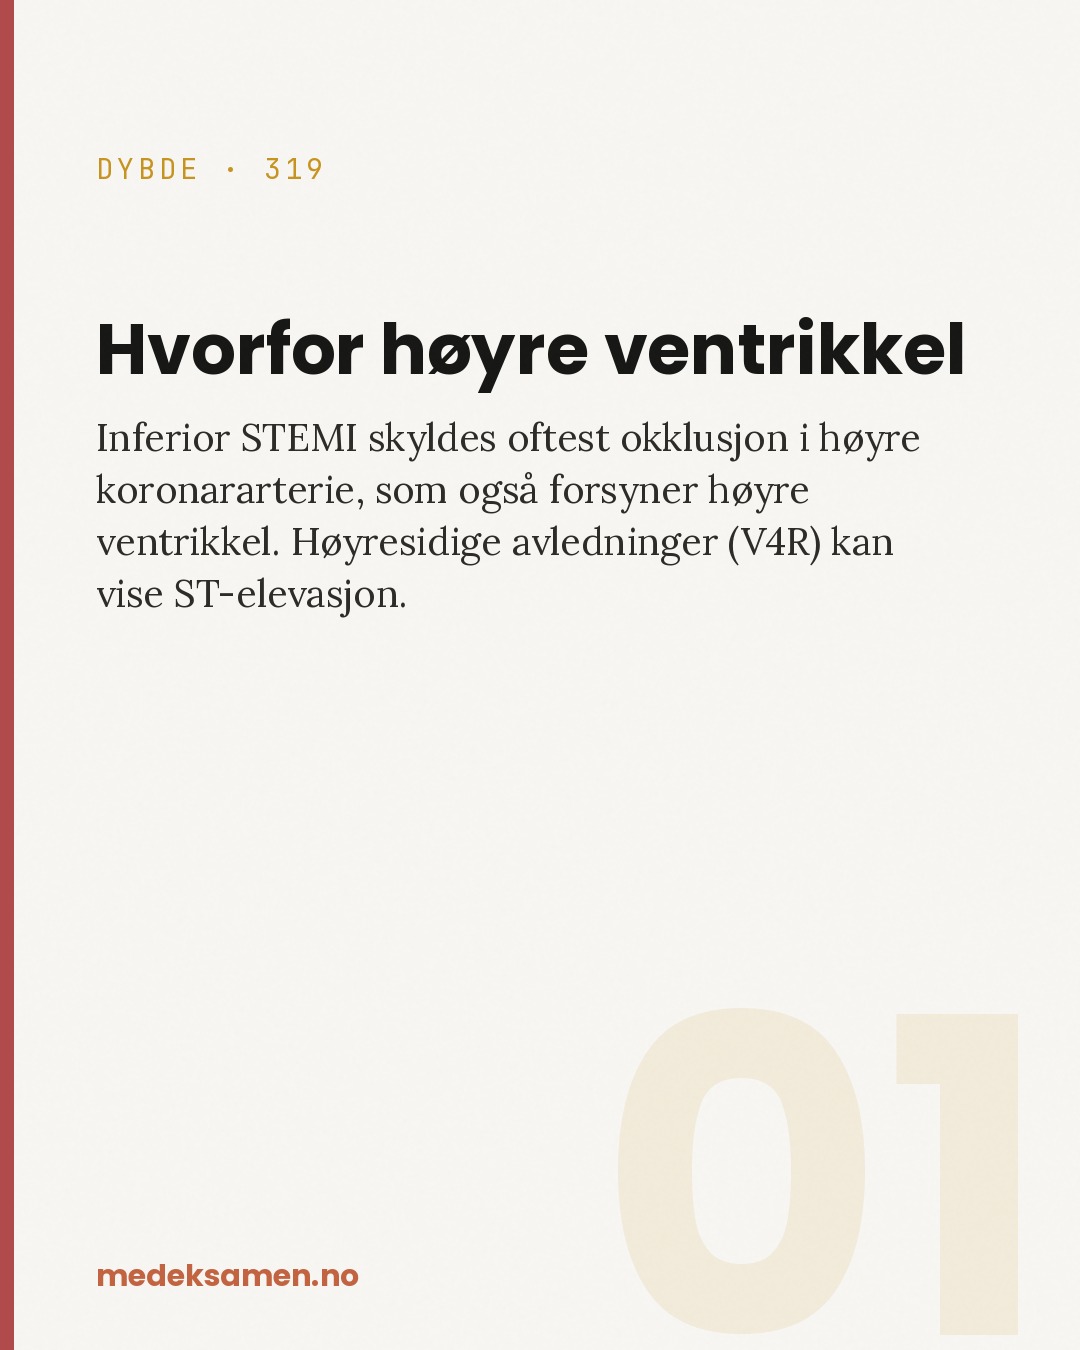 DYBDE · 319
Hvorfor høyre ventrikkel
Inferior STEMI skyldes oftest okklusjon i høyre
koronararterie, som også forsyner høyre
ventrikkel. Høyresidige avledninger (V4R) kan
vise ST-elevasjon.
01
medeksamen.no